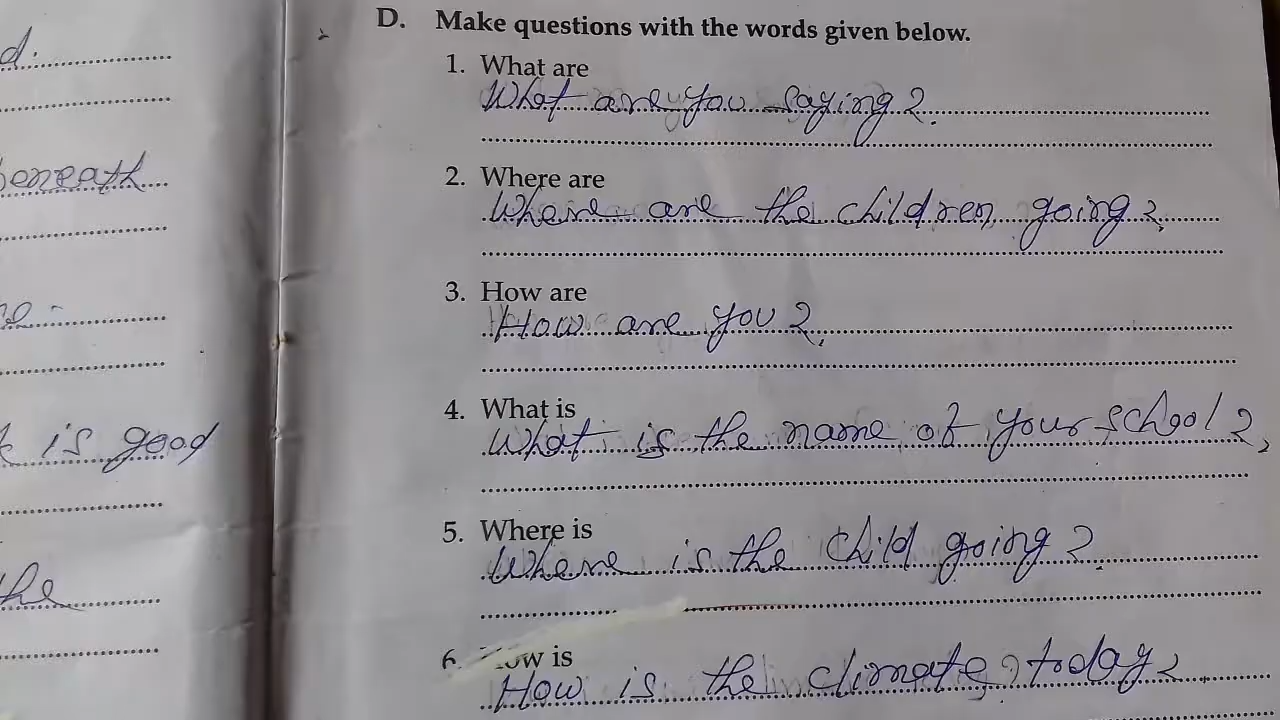 d.
beneath
is good
he
D. Make questions with the words given below.
1. What are
What are you saying?
2. Where are
Where are the children going?
3. How are
How are you?
4. What is
What is the name of your school?
5. Where is
Where is the child going?
6. How is
How is the climate today?